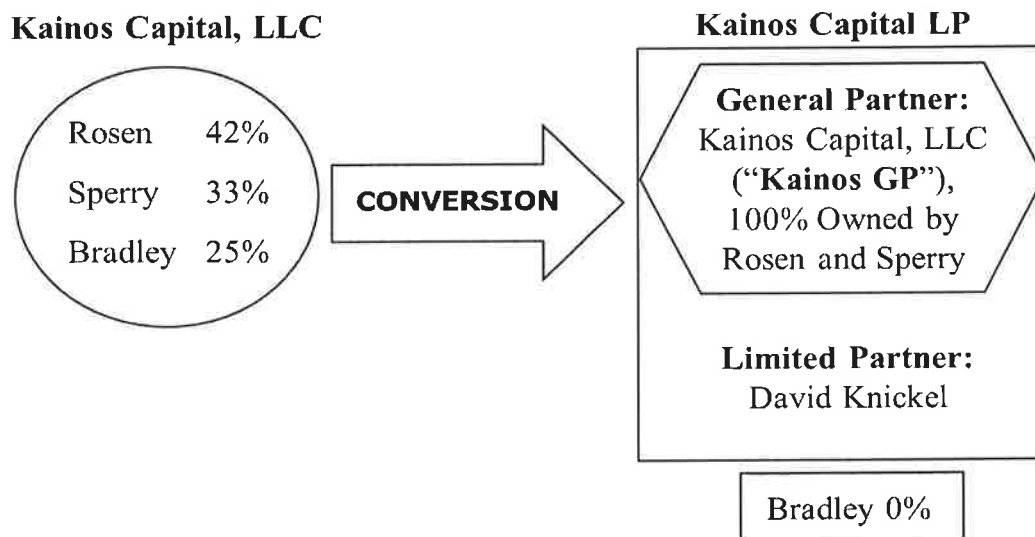 Kainos Capital, LLC
Rosen 42%
Sperry 33%
Bradley 25%
CONVERSION
Kainos Capital LP
General Partner:
Kainos Capital, LLC
(“Kainos GP”),
100% Owned by
Rosen and Sperry
Limited Partner:
David Knickel
Bradley 0%